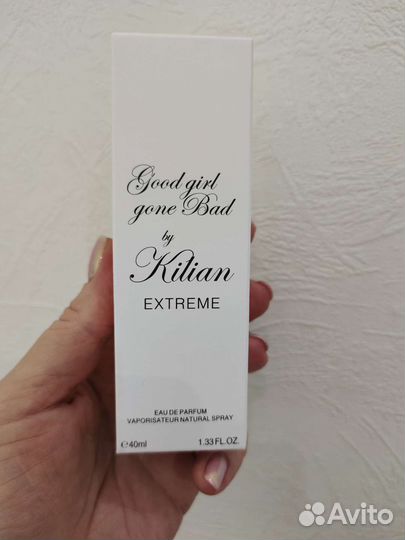 Good girl
gone Bad
by
Kilian
EXTREME
EAU DE PARFUM
VAPORISATEUR NATURAL SPRAY
℮40ml 1.33 FL.OZ.
Avito